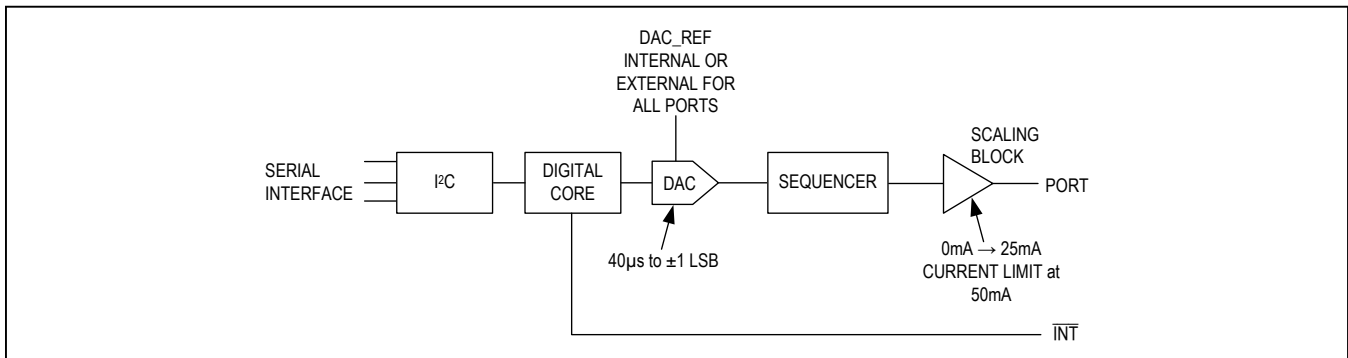 DAC_REF
INTERNAL OR
EXTERNAL FOR
ALL PORTS
SERIAL
INTERFACE
I²C
DIGITAL
CORE
DAC
SEQUENCER
SCALING
BLOCK
PORT
40µs to ±1 LSB
0mA → 25mA
CURRENT LIMIT at
50mA
INT